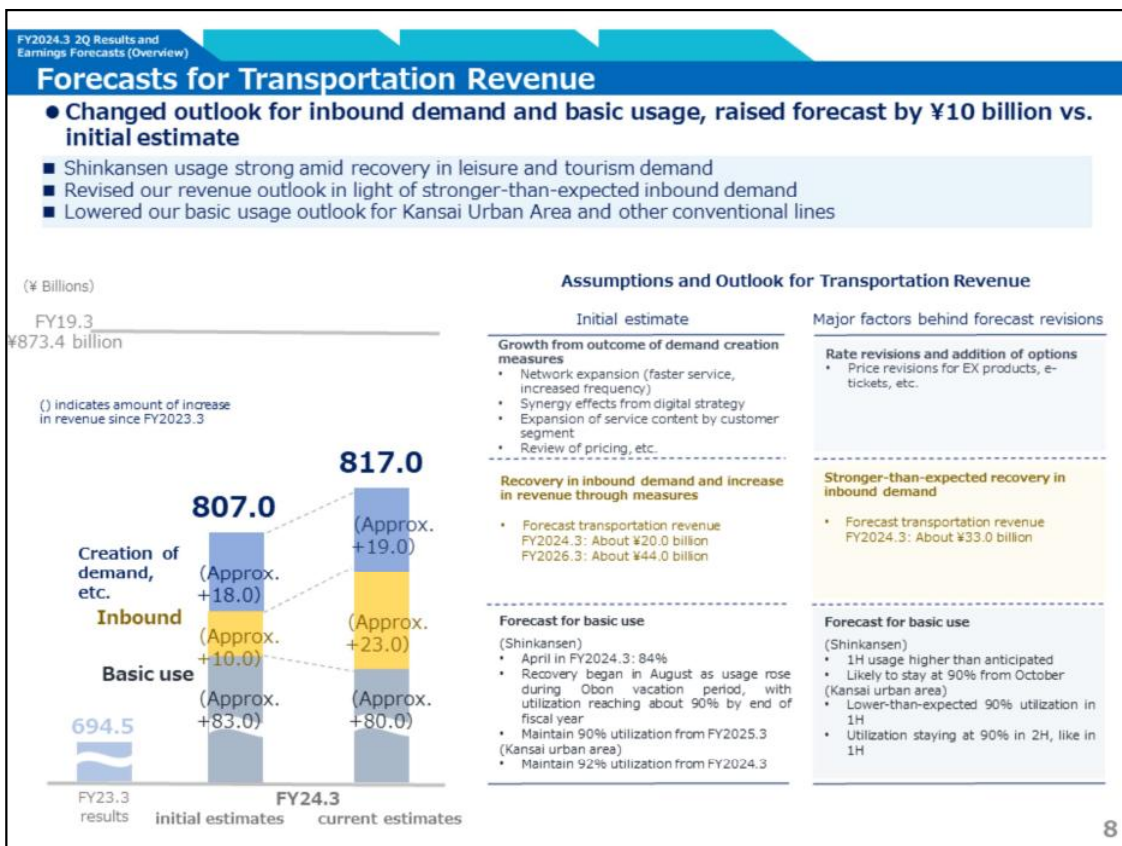 FY2024.3 2Q Results and
Earnings Forecasts (Overview)
Forecasts for Transportation Revenue
● Changed outlook for inbound demand and basic usage, raised forecast by ¥10 billion vs.
initial estimate
■ Shinkansen usage strong amid recovery in leisure and tourism demand
■ Revised our revenue outlook in light of stronger-than-expected inbound demand
■ Lowered our basic usage outlook for Kansai Urban Area and other conventional lines
(¥ Billions)
FY19.3
¥873.4 billion
() indicates amount of increase
in revenue since FY2023.3
817.0
807.0
(Approx.
+19.0)
Creation of
demand,
etc.
(Approx.
+18.0)
Inbound
(Approx.
+10.0)
(Approx.
+23.0)
Basic use
(Approx.
+83.0)
(Approx.
+80.0)
694.5
FY23.3
results
FY24.3
initial estimates
current estimates
Assumptions and Outlook for Transportation Revenue
Initial estimate
Growth from outcome of demand creation
measures
• Network expansion (faster service,
increased frequency)
• Synergy effects from digital strategy
• Expansion of service content by customer
segment
• Review of pricing, etc.
Recovery in inbound demand and increase
in revenue through measures
• Forecast transportation revenue
FY2024.3: About ¥20.0 billion
FY2026.3: About ¥44.0 billion
Forecast for basic use
(Shinkansen)
• April in FY2024.3: 84%
• Recovery began in August as usage rose
during Obon vacation period, with
utilization reaching about 90% by end of
fiscal year
• Maintain 90% utilization from FY2025.3
(Kansai urban area)
• Maintain 92% utilization from FY2024.3
Major factors behind forecast revisions
Rate revisions and addition of options
• Price revisions for EX products, e-
tickets, etc.
Stronger-than-expected recovery in
inbound demand
• Forecast transportation revenue
FY2024.3: About ¥33.0 billion
Forecast for basic use
(Shinkansen)
• 1H usage higher than anticipated
• Likely to stay at 90% from October
(Kansai urban area)
• Lower-than-expected 90% utilization in
1H
• Utilization staying at 90% in 2H, like in
1H
8